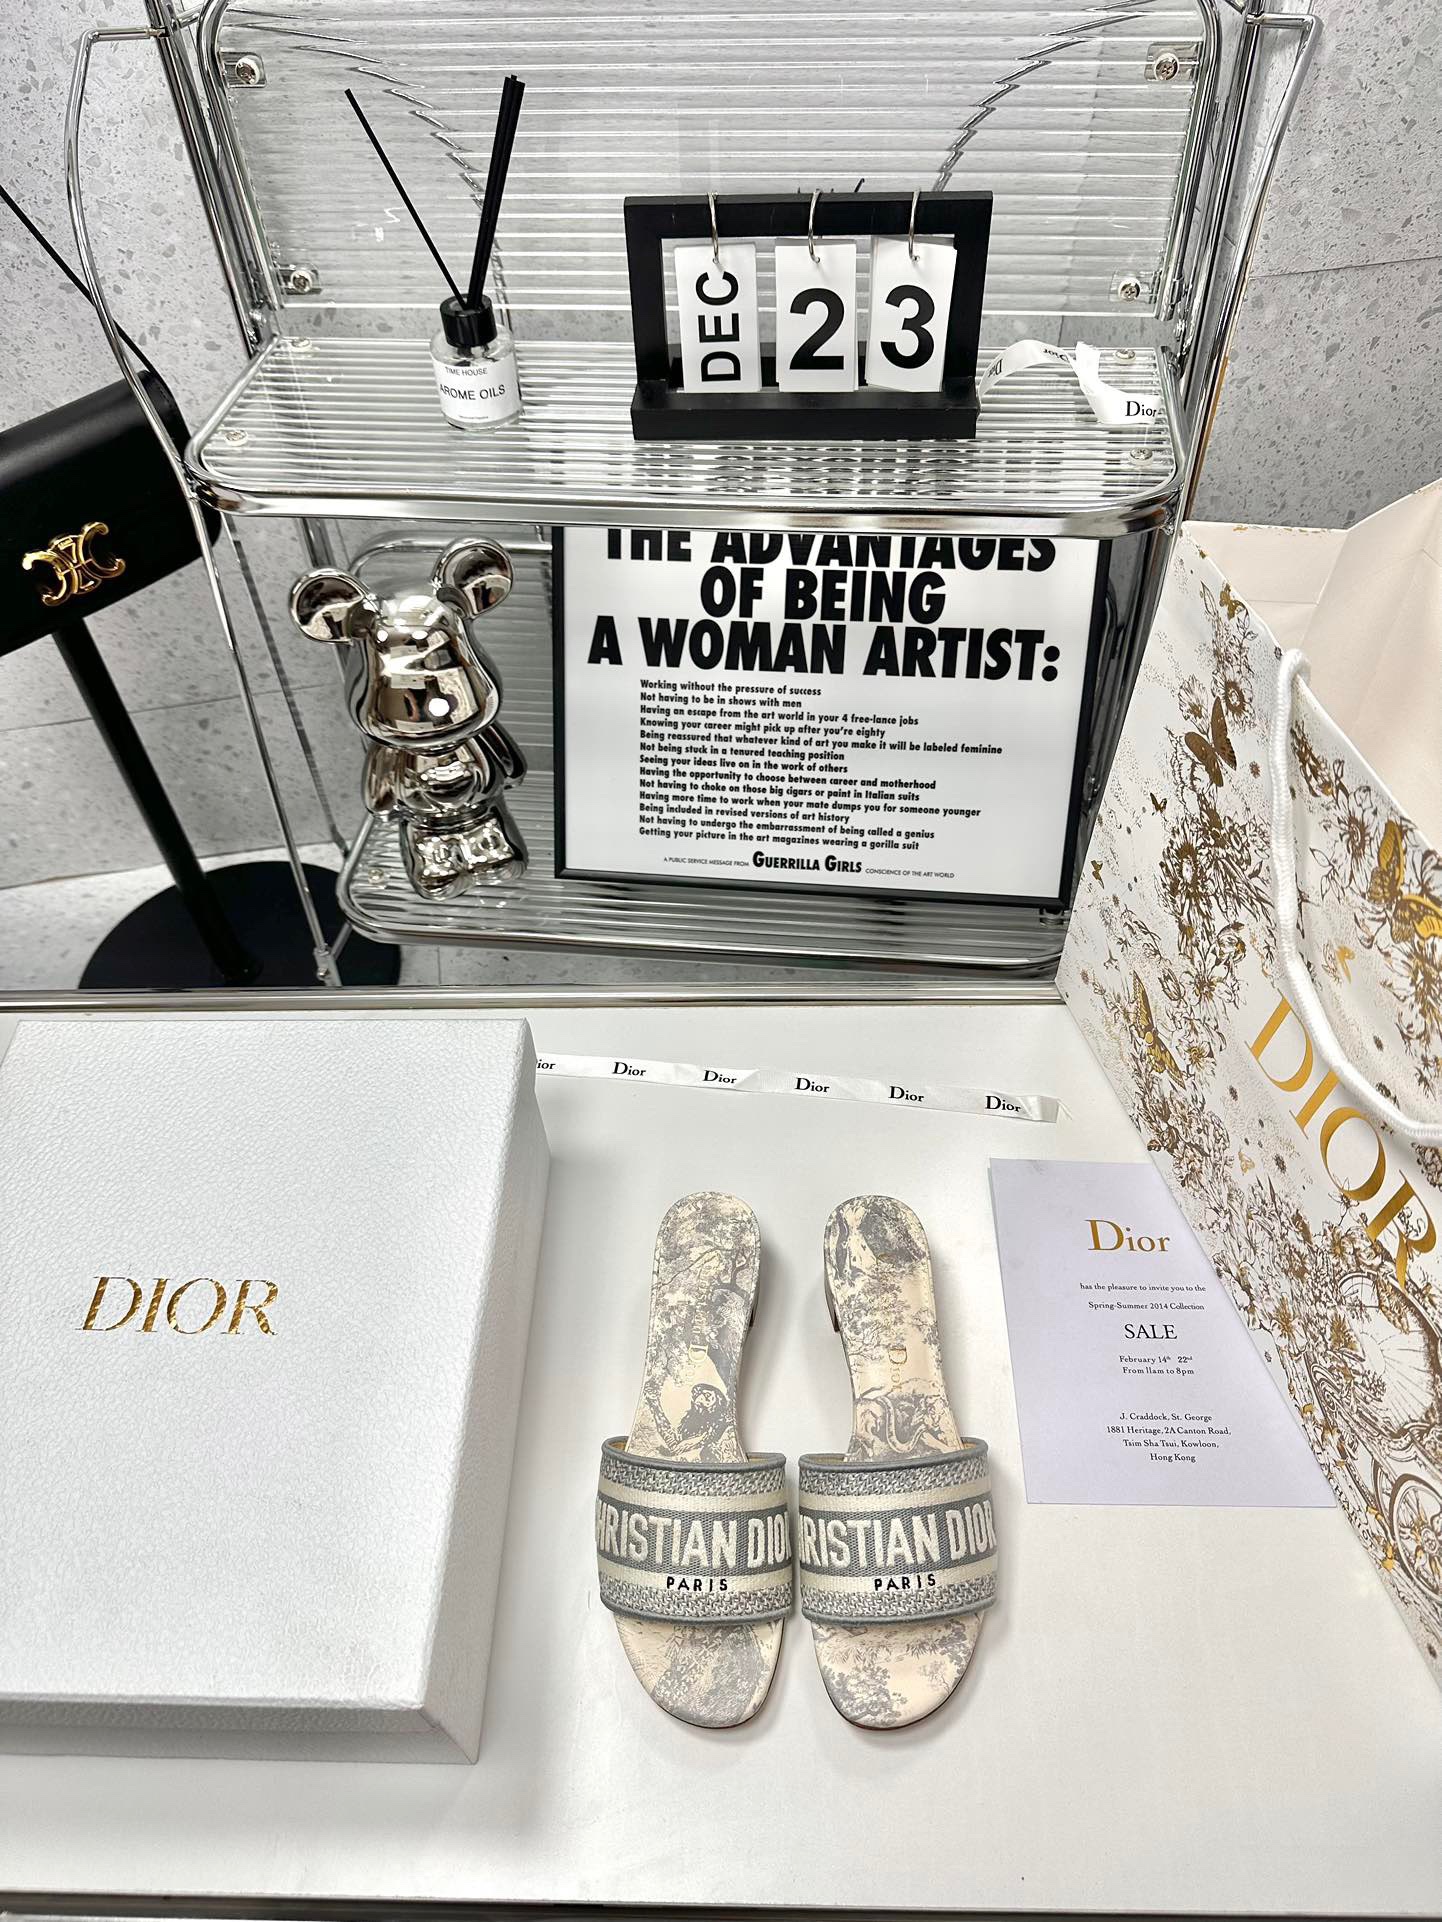 DEC 2 3
TIME HOUSE
AROME OILS
Dior
Dior
Dior
THE ADVANTAGES
OF BEING
A WOMAN ARTIST:
Working without the pressure of success
Not having to be in shows with men
Having an escape from the art world in your 4 free-lance jobs
Knowing your career might pick up after you're eighty
Being reassured that whatever kind of art you make it will be labeled feminine
Not being stuck in a tenured teaching position
Seeing your ideas live on in the work of others
Having the opportunity to choose between career and motherhood
Not having to choke on those big cigars or paint in Italian suits
Having more time to work when your mate dumps you for someone younger
Being included in revised versions of art history
Not having to undergo the embarrassment of being called a genius
Getting your picture in the art magazines wearing a gorilla suit
A PUBLIC SERVICE MESSAGE FROM GUERRILLA GIRLS CONSCIENCE OF THE ART WORLD
ior Dior Dior Dior Dior Dior
DIOR
DIOR
Dior
has the pleasure to invite you to the
Spring-Summer 2014 Collection
SALE
February 14th 22nd
From 11am to 8pm
J. Craddock, St. George
1881 Heritage, 2A Canton Road,
Tsim Sha Tsui, Kowloon,
Hong Kong
Dior
Dior
HRISTIAN DIOR
PARIS
HRISTIAN DIOR
PARIS